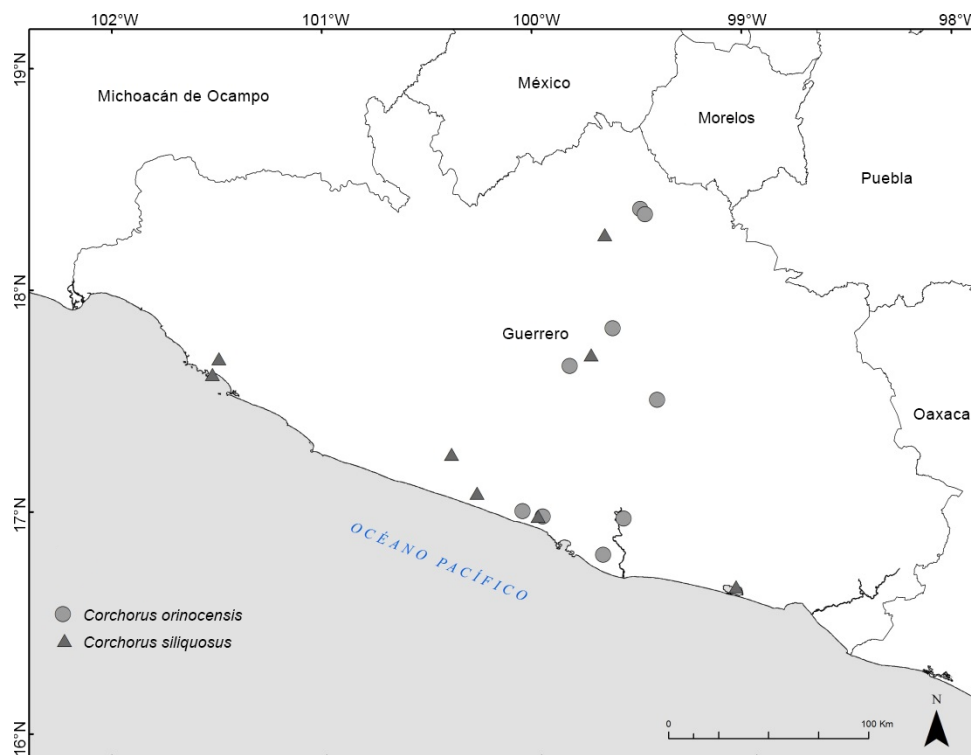 102°W 101°W 100°W 99°W 98°W
19°N
Michoacán de Ocampo
México
Morelos
Puebla
18°N
Guerrero
Oaxaca
17°N
OCÉANO PACÍFICO
Corchorus orinocensis
Corchorus siliquosus
N
0 100 Km
16°N